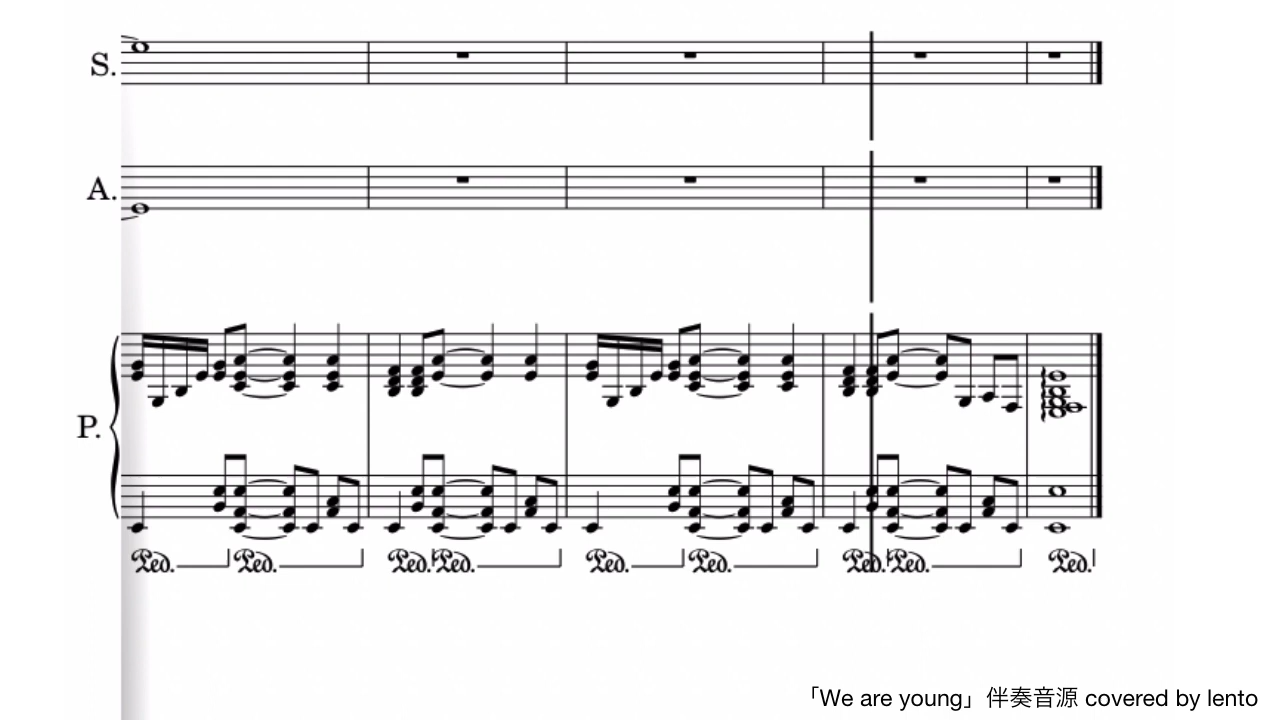 S.
A.
P.
Ped. Ped. Ped. Ped. Ped. Ped. Ped. Ped. Ped.
「We are young」伴奏音源 covered by lento